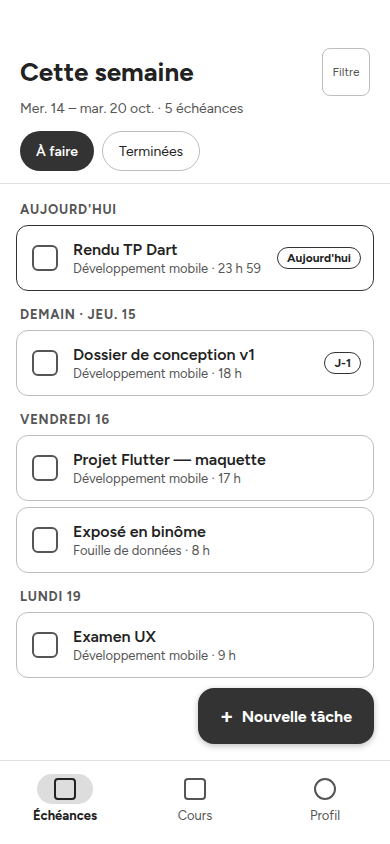 Cette semaine
Filtre
Mer. 14 – mar. 20 oct. · 5 échéances
À faire
Terminées
AUJOURD'HUI
Rendu TP Dart
Développement mobile · 23 h 59
Aujourd'hui
DEMAIN · JEU. 15
Dossier de conception v1
Développement mobile · 18 h
J-1
VENDREDI 16
Projet Flutter — maquette
Développement mobile · 17 h
Exposé en binôme
Fouille de données · 8 h
LUNDI 19
Examen UX
Développement mobile · 9 h
+ Nouvelle tâche
Échéances
Cours
Profil